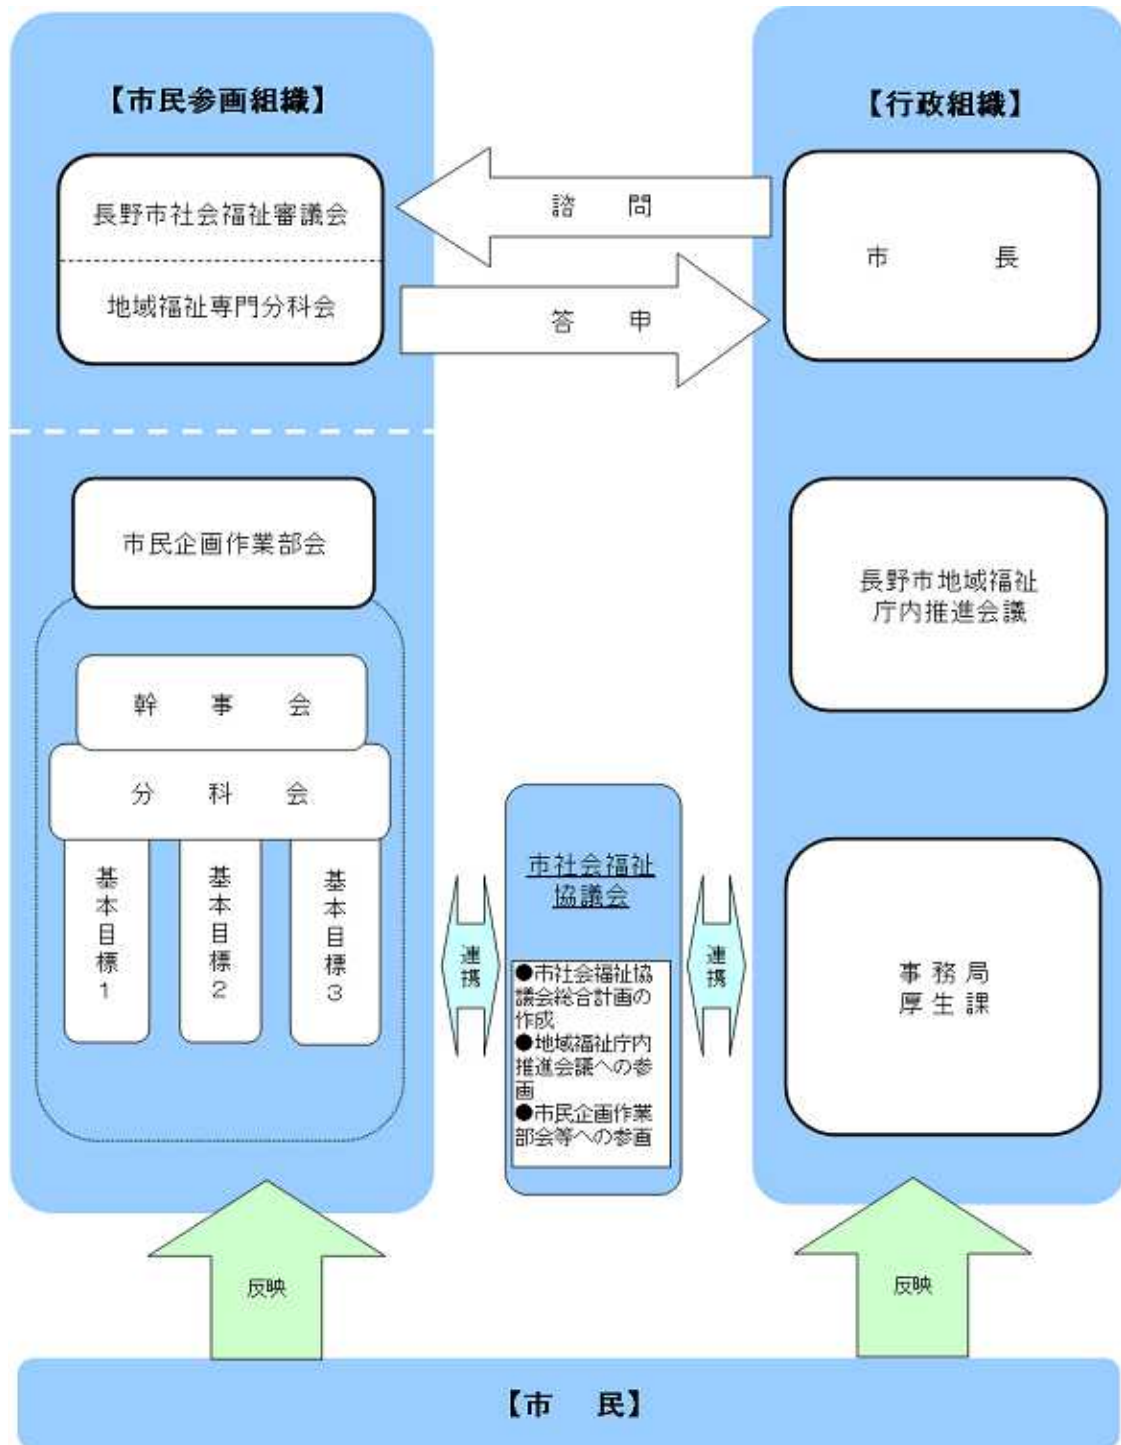 【市民参画組織】
長野市社会福祉審議会
地域福祉専門分科会
【行政組織】
市 長
諮 問
答 申
市民企画作業部会
幹 事 会
分 科 会
基本目標1
基本目標2
基本目標3
長野市地域福祉
庁内推進会議
連携
市社会福祉
協議会
●市社会福祉協
議会総合計画の
作成
●地域福祉庁内
推進会議への参
画
●市民企画作業
部会等への参画
連携
事務局
厚生課
反映
反映
【市 民】